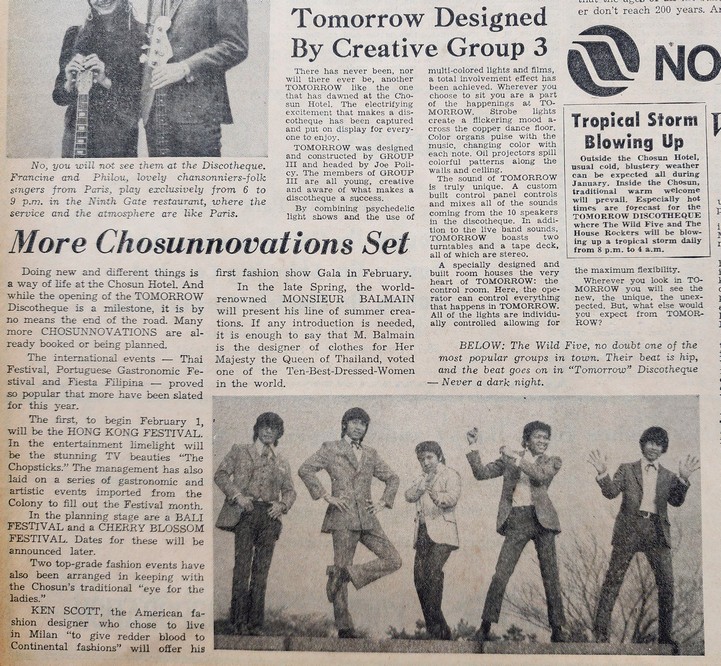 No, you will not see them at the Discotheque.
Francine and Philou, lovely chansonniers-folk
singers from Paris, play exclusively from 6 to
9 p.m. in the Ninth Gate restaurant, where the
service and the atmosphere are like Paris.
Tomorrow Designed
By Creative Group 3
There has never been, nor
will there ever be, another
TOMORROW like the one
that has dawned at the Cho-
sun Hotel. The electrifying
excitement that makes a dis-
cotheque has been captured
and put on display for every-
one to enjoy.
TOMORROW was designed
and constructed by GROUP
III and headed by Joe Poli-
cy. The members of GROUP
III are all young, creative
and aware of what makes a
discotheque a success.
By combining psychedelic
light shows and the use of
multi-colored lights and films,
a total involvement effect has
been achieved. Wherever you
choose to sit you are a part
of the happenings at TO-
MORROW. Strobe lights
create a flickering mood a-
cross the copper dance floor.
Color organs pulse with the
music, changing color with
each note. Oil projectors spill
colorful patterns along the
walls and ceiling.
The sound of TOMORROW
is truly unique. A custom
built control panel controls
and mixes all of the sounds
coming from the 10 speakers
in the discotheque. In addi-
tion to the live band sounds,
TOMORROW boasts two
turntables and a tape deck,
all of which are stereo.
A specially designed and
built room houses the very
heart of TOMORROW: the
control room. Here, the ope-
rator can control everything
that happens in TOMORROW.
All of the lights are individu-
ally controlled allowing for
the maximum flexibility.
Wherever you look in TO-
MORROW you will see the
new, the unique, the unex-
pected. But, what else would
you expect from TOMOR-
ROW?
er don't reach 200 years.
NO
Tropical Storm
Blowing Up
Outside the Chosun Hotel,
usual cold, blustery weather
can be expected all during
January. Inside the Chosun,
traditional warm welcome
will prevail. Especially hot
times are forecast for the
TOMORROW DISCOTHEQUE
where The Wild Five and The
House Rockers will be blow-
ing up a tropical storm daily
from 8 p.m. to 4 a.m.
More Chosunnovations Set
Doing new and different things is
a way of life at the Chosun Hotel. And
while the opening of the TOMORROW
Discotheque is a milestone, it is by
no means the end of the road. Many
more CHOSUNNOVATIONS are al-
ready booked or being planned.
The international events — Thai
Festival, Portuguese Gastronomic Fe-
stival and Fiesta Filipina — proved
so popular that more have been slated
for this year.
The first, to begin February 1,
will be the HONG KONG FESTIVAL.
In the entertainment limelight will
be the stunning TV beauties "The
Chopsticks." The management has also
laid on a series of gastronomic and
artistic events imported from the
Colony to fill out the Festival month.
In the planning stage are a BALI
FESTIVAL and a CHERRY BLOSSOM
FESTIVAL. Dates for these will be
announced later.
Two top-grade fashion events have
also been arranged in keeping with
the Chosun's traditional "eye for the
ladies."
KEN SCOTT, the American fa-
shion designer who chose to live
in Milan "to give redder blood to
Continental fashions" will offer his
first fashion show Gala in February.
In the late Spring, the world-
renowned MONSIEUR BALMAIN
will present his line of summer crea-
tions. If any introduction is needed,
it is enough to say that M. Balmain
is the designer of clothes for Her
Majesty the Queen of Thailand, voted
one of the Ten-Best-Dressed-Women
in the world.
BELOW: The Wild Five, no doubt one of the
most popular groups in town. Their beat is hip,
and the beat goes on in "Tomorrow" Discotheque
— Never a dark night.